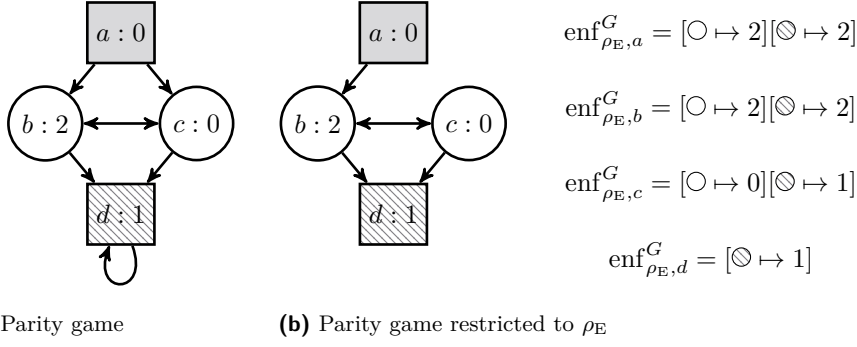 a : 0
b : 2
c : 0
d : 1
Parity game
a : 0
b : 2
c : 0
d : 1
(b) Parity game restricted to ρ_E
enf^G_{ρ_E,a} = [○ ↦ 2][⦸ ↦ 2]
enf^G_{ρ_E,b} = [○ ↦ 2][⦸ ↦ 2]
enf^G_{ρ_E,c} = [○ ↦ 0][⦸ ↦ 1]
enf^G_{ρ_E,d} = [⦸ ↦ 1]